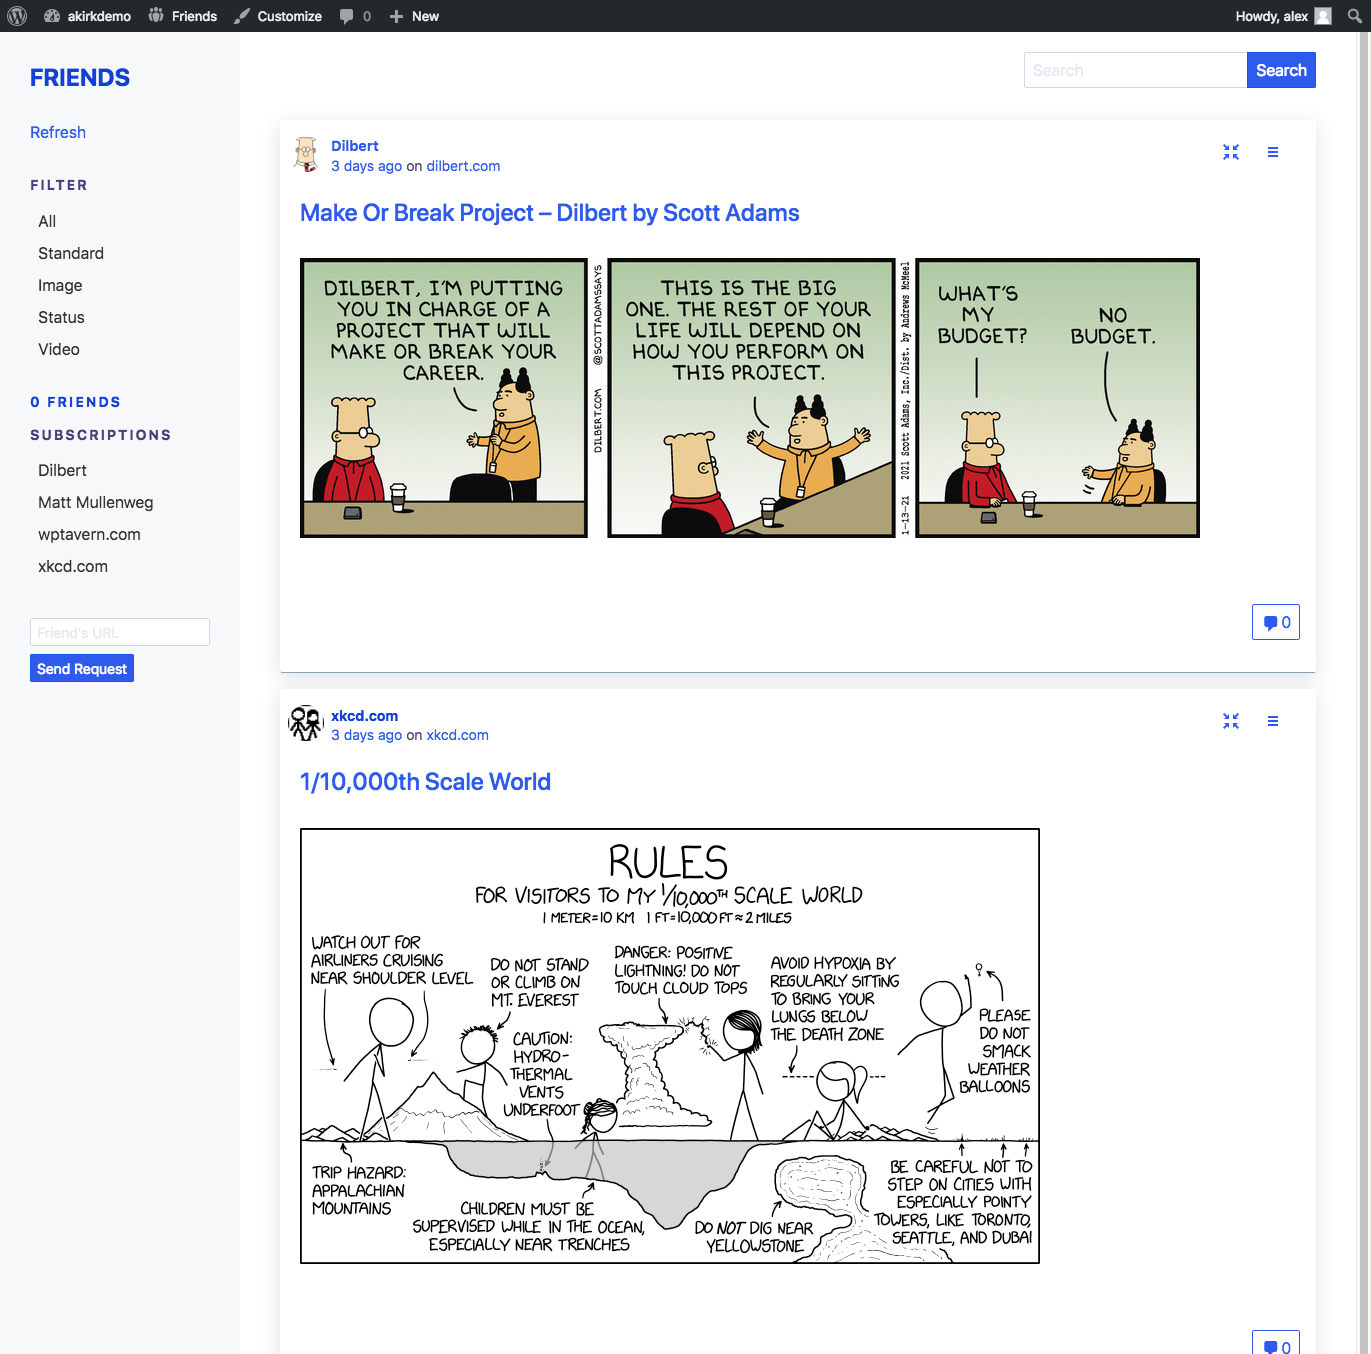 akirkdemo Friends Customize 0 New Howdy, alex
FRIENDS
Refresh
FILTER
All
Standard
Image
Status
Video
0 FRIENDS
SUBSCRIPTIONS
Dilbert
Matt Mullenweg
wptavern.com
xkcd.com
Friend's URL
Send Request
Search Search
Dilbert
3 days ago on dilbert.com
Make Or Break Project – Dilbert by Scott Adams
DILBERT, I'M PUTTING
YOU IN CHARGE OF A
PROJECT THAT WILL
MAKE OR BREAK YOUR
CAREER.
DILBERT.COM @SCOTTADAMSSAYS
THIS IS THE BIG
ONE. THE REST OF YOUR
LIFE WILL DEPEND ON
HOW YOU PERFORM ON
THIS PROJECT.
1-13-21 2021 Scott Adams, Inc./Dist. by Andrews McMeel
WHAT'S
MY
BUDGET?
NO
BUDGET.
0
xkcd.com
3 days ago on xkcd.com
1/10,000th Scale World
RULES
FOR VISITORS TO MY 1/10,000TH SCALE WORLD
1 METER=10 KM 1 FT=10,000 FT≈2 MILES
WATCH OUT FOR
AIRLINERS CRUISING
NEAR SHOULDER LEVEL
DO NOT STAND
OR CLIMB ON
MT. EVEREST
CAUTION:
HYDRO-
THERMAL
VENTS
UNDERFOOT
DANGER: POSITIVE
LIGHTNING! DO NOT
TOUCH CLOUD TOPS
AVOID HYPOXIA BY
REGULARLY SITTING
TO BRING YOUR
LUNGS BELOW
THE DEATH ZONE
PLEASE
DO NOT
SMACK
WEATHER
BALLOONS
TRIP HAZARD:
APPALACHIAN
MOUNTAINS
CHILDREN MUST BE
SUPERVISED WHILE IN THE OCEAN,
ESPECIALLY NEAR TRENCHES
DO NOT DIG NEAR
YELLOWSTONE
BE CAREFUL NOT TO
STEP ON CITIES WITH
ESPECIALLY POINTY
TOWERS, LIKE TORONTO,
SEATTLE, AND DUBAI
0